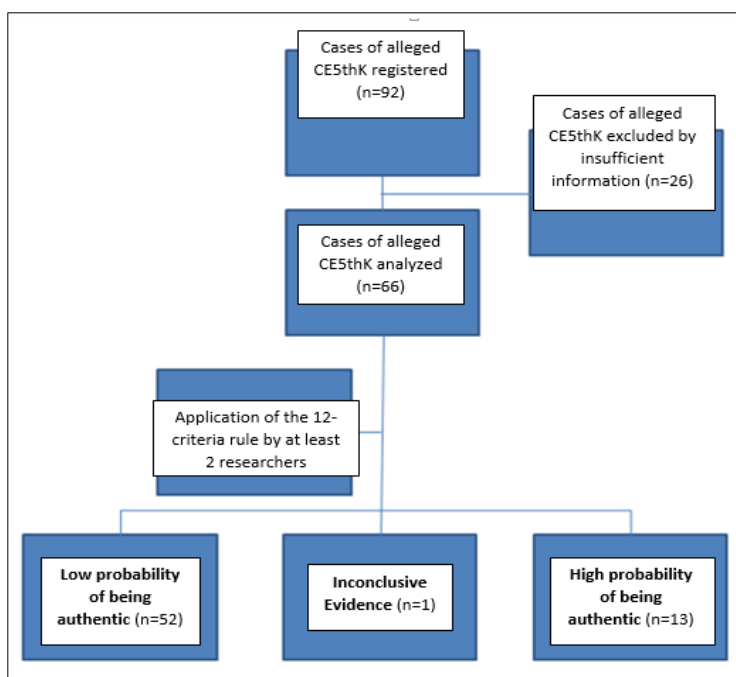 Cases of alleged
CE5thK registered
(n=92)
Cases of alleged
CE5thK excluded by
insufficient
information (n=26)
Cases of alleged
CE5thK analyzed
(n=66)
Application of the 12-
criteria rule by at least
2 researchers
Low probability
of being
authentic (n=52)
Inconclusive
Evidence (n=1)
High probability
of being
authentic (n=13)